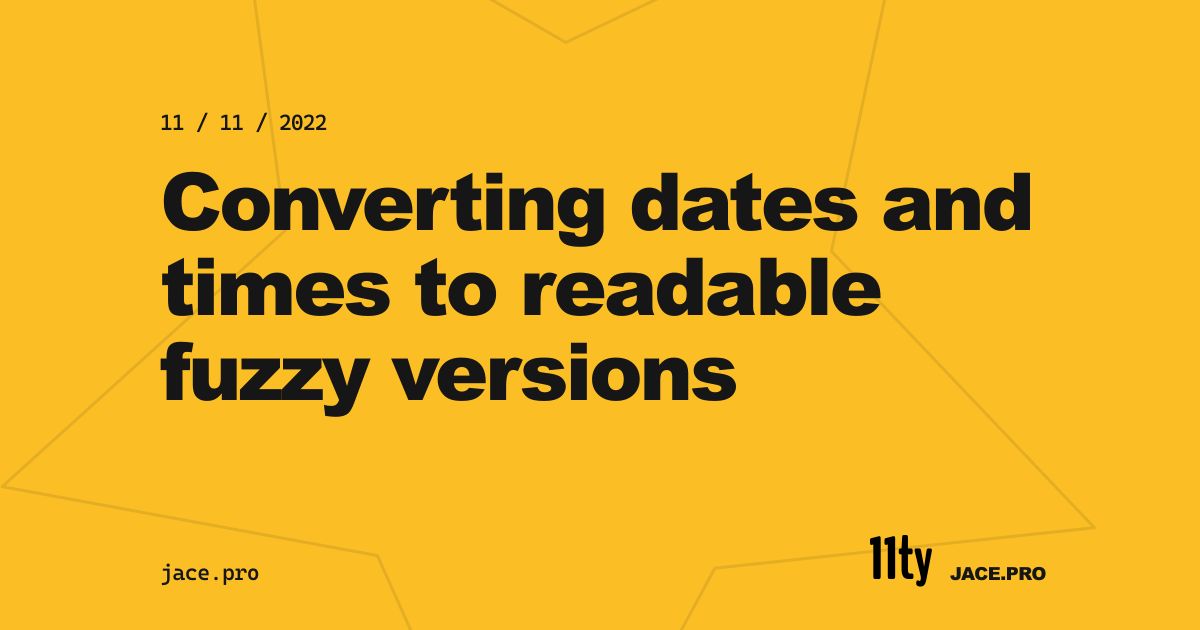 11 / 11 / 2022
Converting dates and
times to readable
fuzzy versions
jace.pro
11ty JACE.PRO